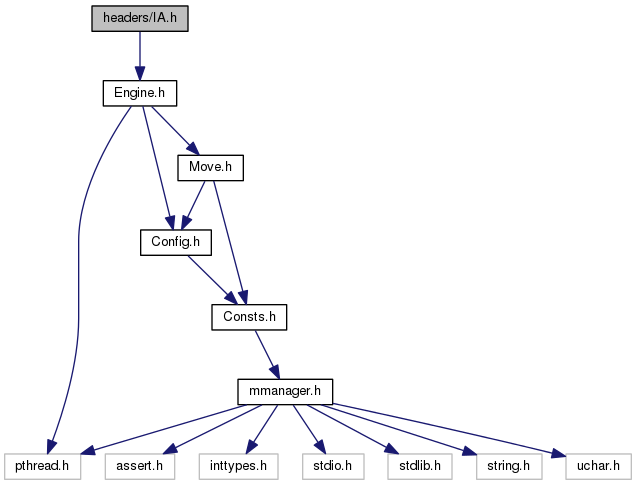 headers/IA.h
Engine.h
Move.h
Config.h
Consts.h
mmanager.h
pthread.h
assert.h
inttypes.h
stdio.h
stdlib.h
string.h
uchar.h